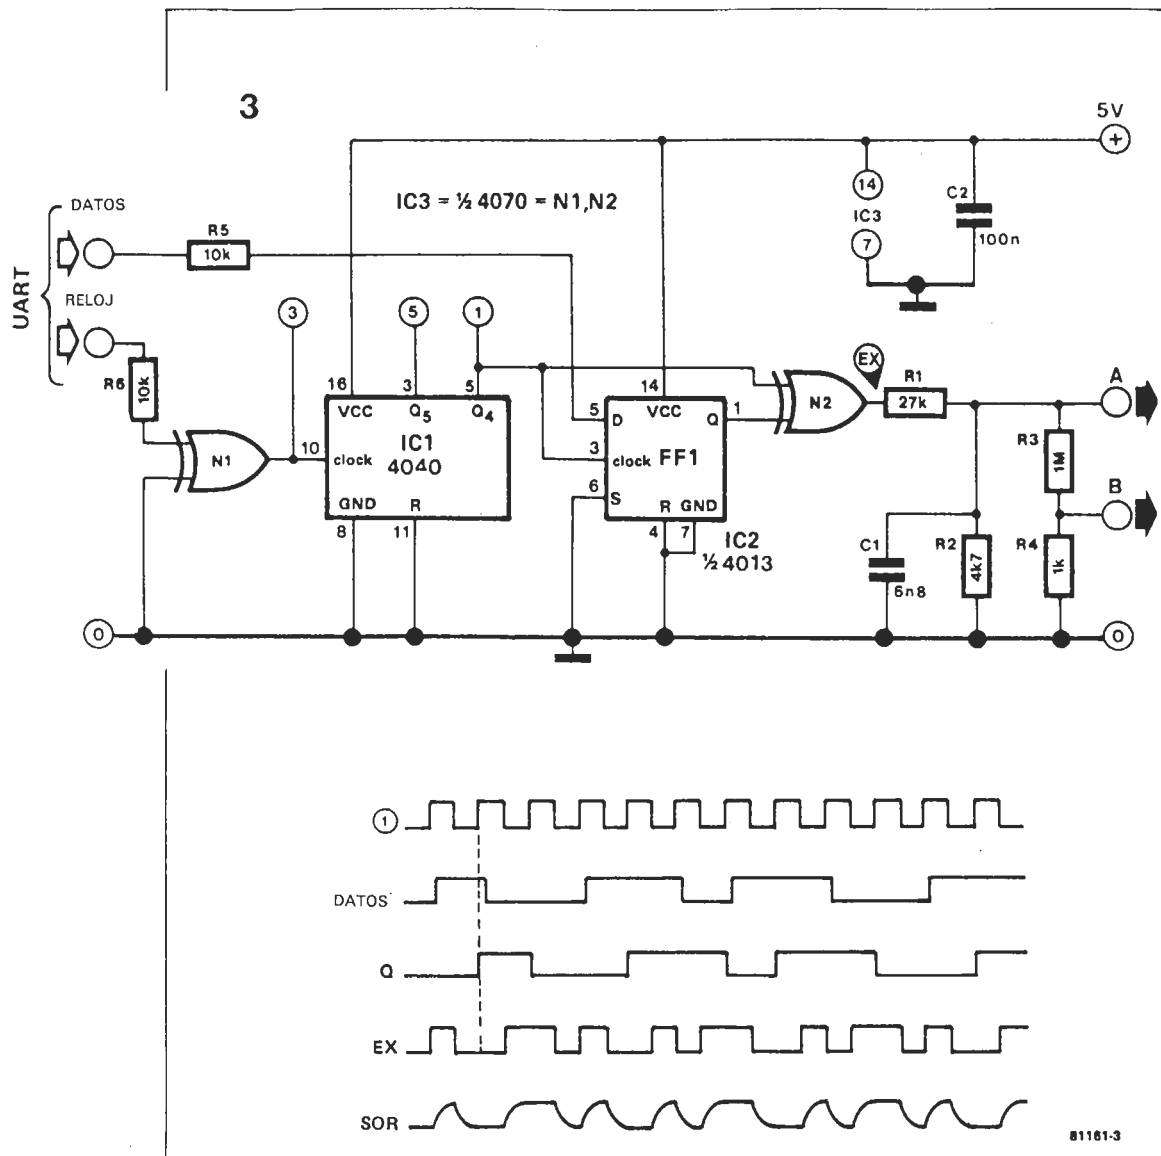 3
5V
+
IC3 = ½ 4070 = N1,N2
14
IC3
7
C2
100n
UART
DATOS
R5
10k
RELOJ
R6
10k
3
5
1
16
3
5
VCC
Q5
Q4
10
clock
IC1
4040
GND
R
8
11
N1
14
VCC
5
D
Q
1
3
clock
FF1
6
S
R
GND
4
7
IC2
½ 4013
N2
EX
R1
27k
A
R3
1M
B
C1
6n8
R2
4k7
R4
1k
0
0
1
DATOS
Q
EX
SOR
81161-3